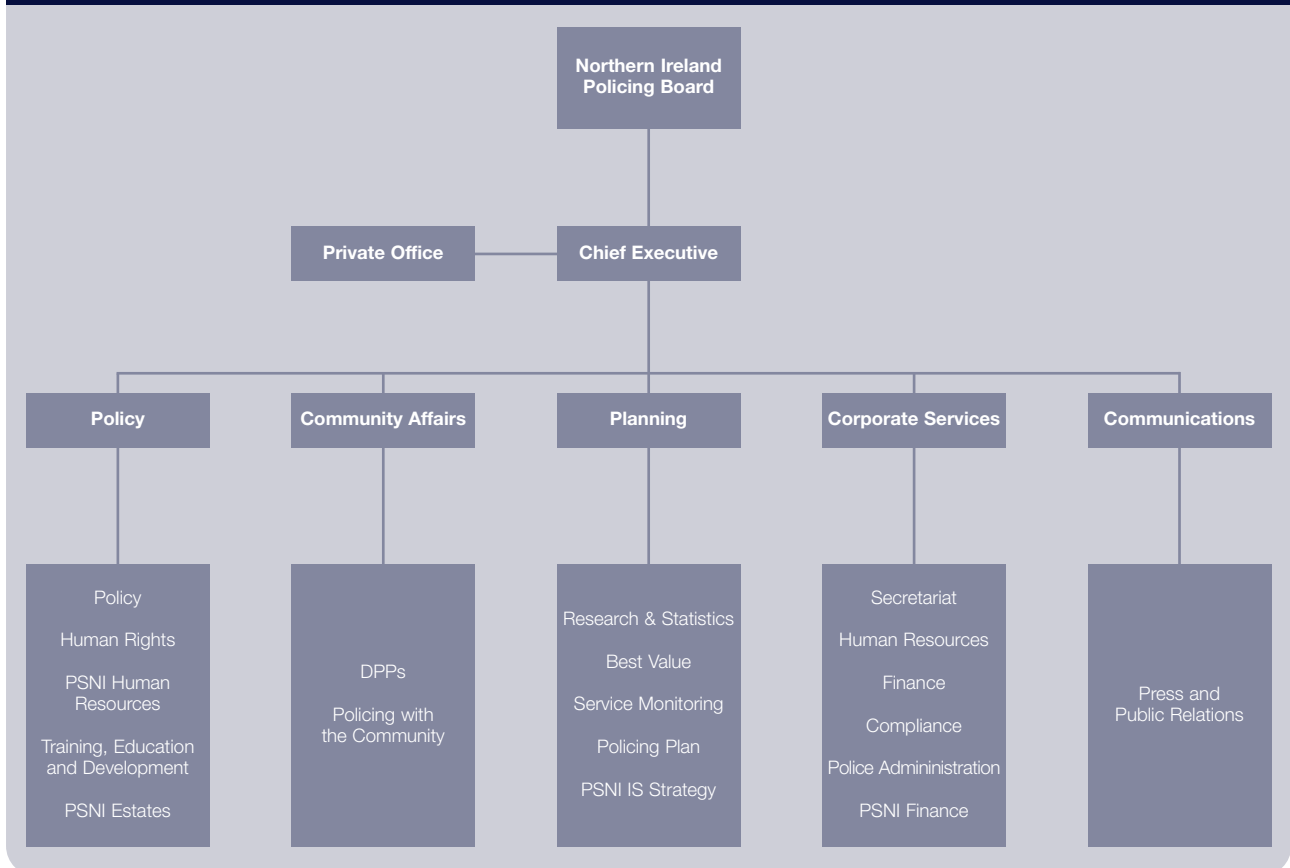 Northern Ireland
Policing Board
Private Office
Chief Executive
Policy
Community Affairs
Planning
Corporate Services
Communications
Policy
Human Rights
PSNI Human
Resources
Training, Education
and Development
PSNI Estates
DPPs
Policing with
the Community
Research & Statistics
Best Value
Service Monitoring
Policing Plan
PSNI IS Strategy
Secretariat
Human Resources
Finance
Compliance
Police Admininistration
PSNI Finance
Press and
Public Relations